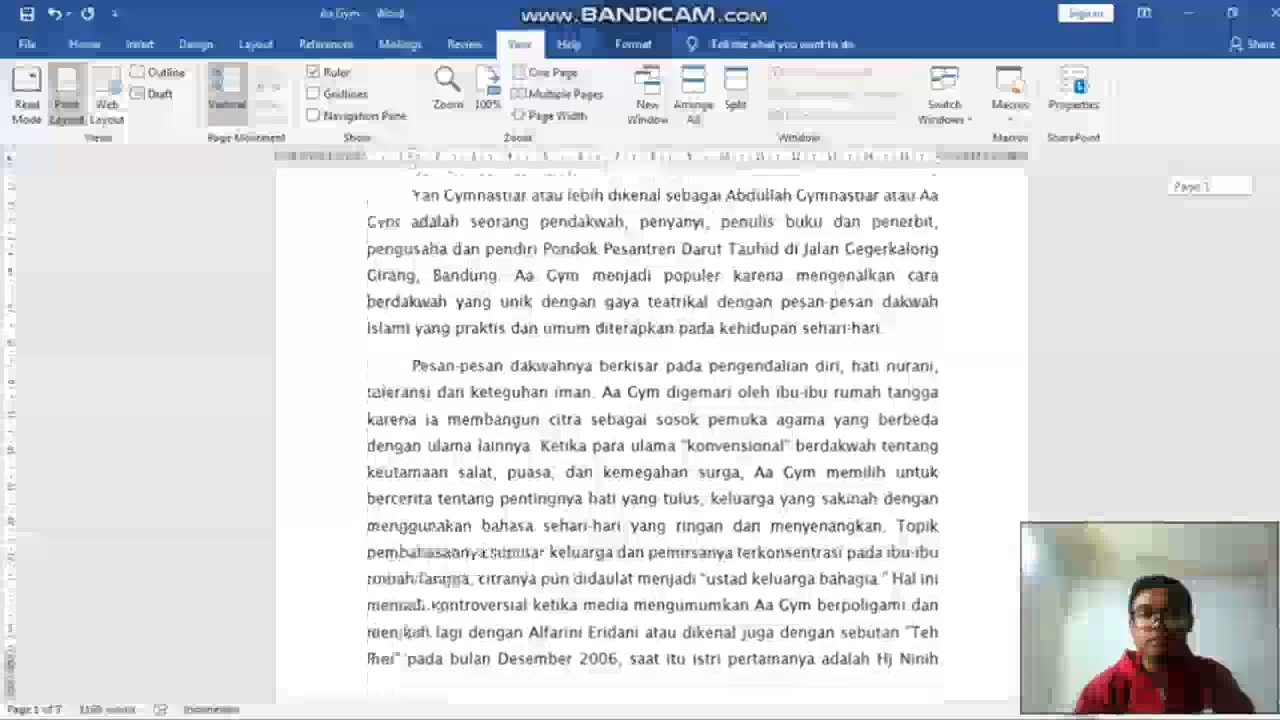 Aa Gym - Word
www.BANDICAM.com
Sign in
File Home Insert Design Layout References Mailings Review View Help Format Tell me what you want to do Share
Read Mode
Print Layout
Web Layout
Outline
Draft
Views
Vertical
Page Movement
Ruler
Gridlines
Navigation Pane
Show
Zoom
100%
One Page
Multiple Pages
Page Width
Zoom
New Window
Arrange All
Split
Window
Switch Windows
Macros
Macros
Properties
SharePoint
Page 1
Yan Gymnastiar atau lebih dikenal sebagai Abdullah Gymnastiar atau Aa
Gym adalah seorang pendakwah, penyanyi, penulis buku dan penerbit,
pengusaha dan pendiri Pondok Pesantren Darut Tauhid di Jalan Gegerkalong
Girang, Bandung. Aa Gym menjadi populer karena mengenalkan cara
berdakwah yang unik dengan gaya teatrikal dengan pesan-pesan dakwah
islami yang praktis dan umum diterapkan pada kehidupan sehari-hari.
Pesan-pesan dakwahnya berkisar pada pengendalian diri, hati nurani,
toleransi dan keteguhan iman. Aa Gym digemari oleh ibu-ibu rumah tangga
karena ia membangun citra sebagai sosok pemuka agama yang berbeda
dengan ulama lainnya. Ketika para ulama "konvensional" berdakwah tentang
keutamaan salat, puasa, dan kemegahan surga, Aa Gym memilih untuk
bercerita tentang pentingnya hati yang tulus, keluarga yang sakinah dengan
menggunakan bahasa sehari-hari yang ringan dan menyenangkan. Topik
keluarga dan pemirsanya terkonsentrasi pada ibu-ibu
rumah tangga, citranya pun didaulat menjadi "ustad keluarga bahagia." Hal ini
kontroversial ketika media mengumumkan Aa Gym berpoligami dan
menikah lagi dengan Alfarini Eridani atau dikenal juga dengan sebutan "Teh
Rini" pada bulan Desember 2006, saat itu istri pertamanya adalah Hj Ninih
Page 1 of 7
Indonesian